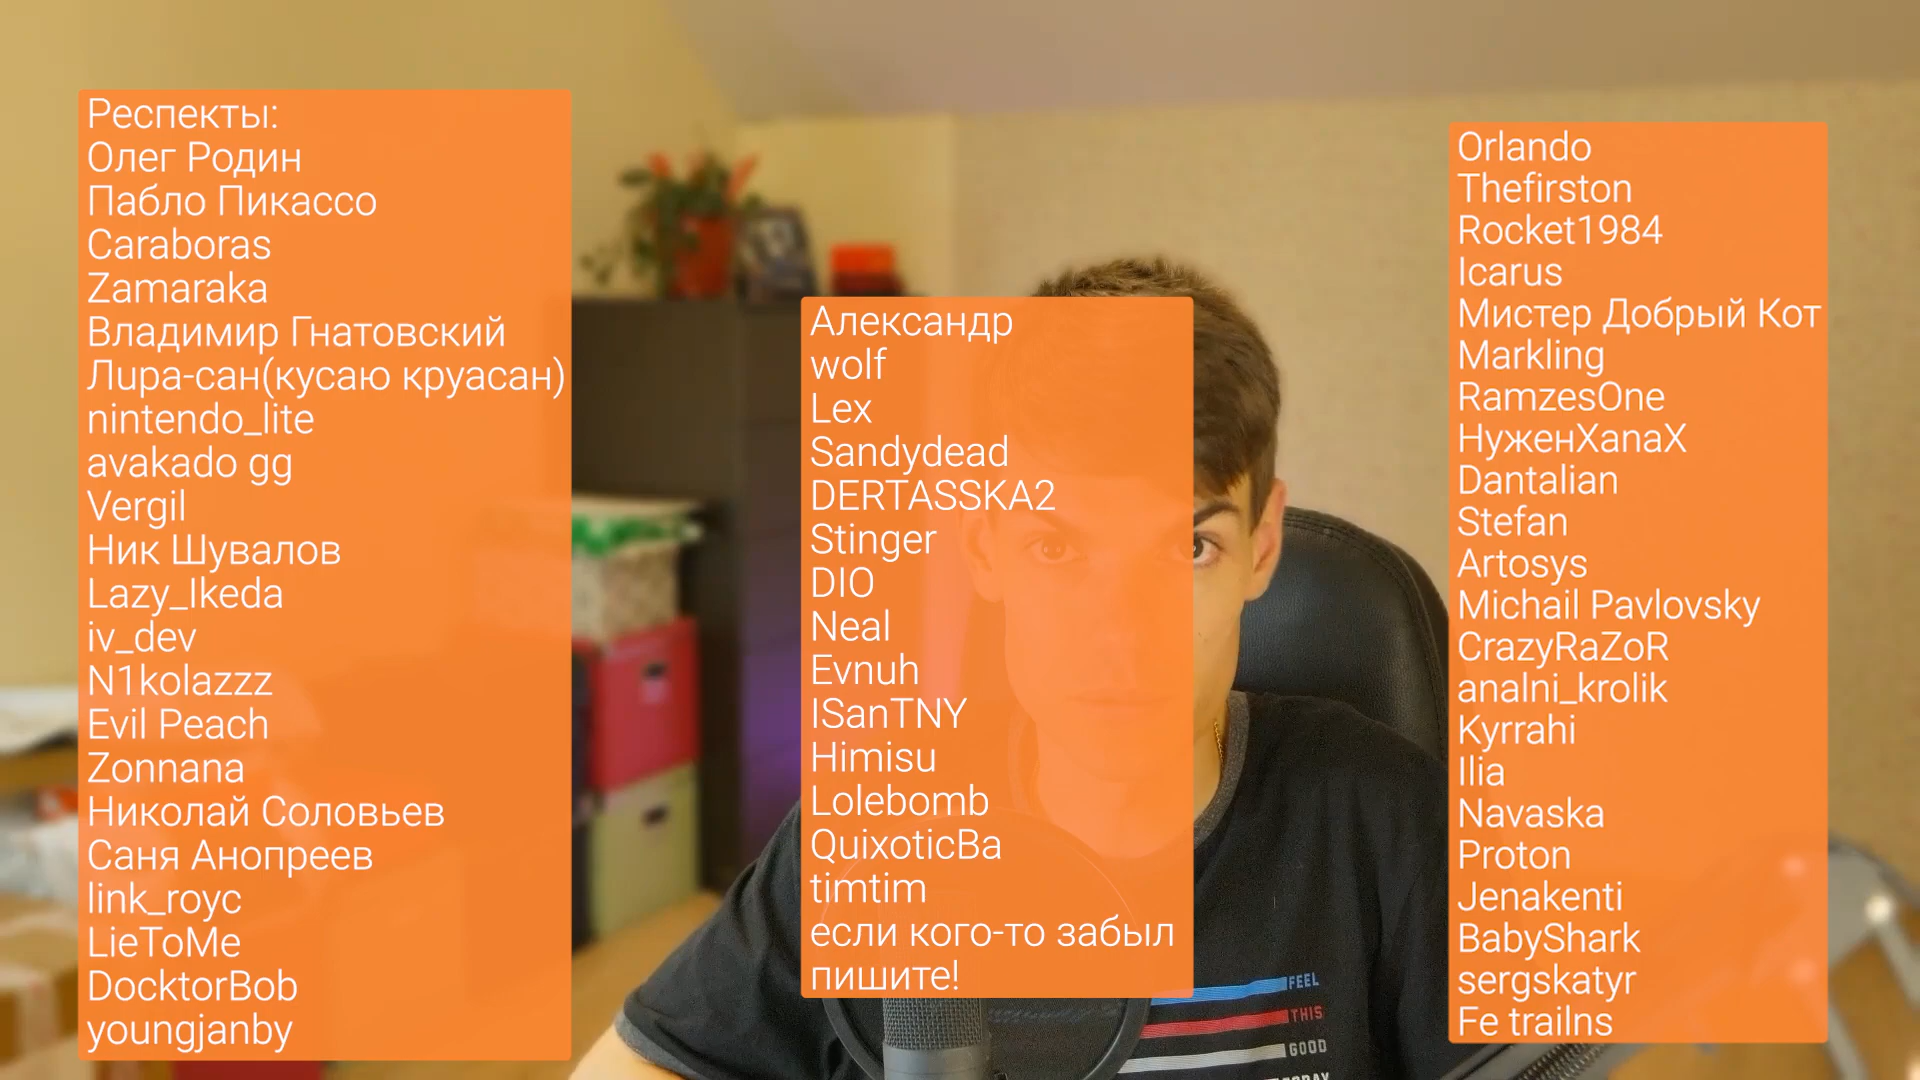 Респекты:
Олег Родин
Пабло Пикассо
Caraboras
Zamaraka
Владимир Гнатовский
Лира-сан(кусаю круасан)
nintendo_lite
avakado gg
Vergil
Ник Шувалов
Lazy_Ikeda
iv_dev
N1kolazzz
Evil Peach
Zonnana
Николай Соловьев
Саня Анопреев
link_royc
LieToMe
DocktorBob
youngjanby
Александр
wolf
Lex
Sandydead
DERTASSKA2
Stinger
DIO
Neal
Evnuh
ISanTNY
Himisu
Lolebomb
QuixoticBa
timtim
если кого-то забыл
пишите!
Orlando
Thefirston
Rocket1984
Icarus
Мистер Добрый Кот
Markling
RamzesOne
НуженXanaX
Dantalian
Stefan
Artosys
Michail Pavlovsky
CrazyRaZoR
analni_krolik
Kyrrahi
Ilia
Navaska
Proton
Jenakenti
BabyShark
sergskatyr
Fe trailns
FEEL
THIS
GOOD